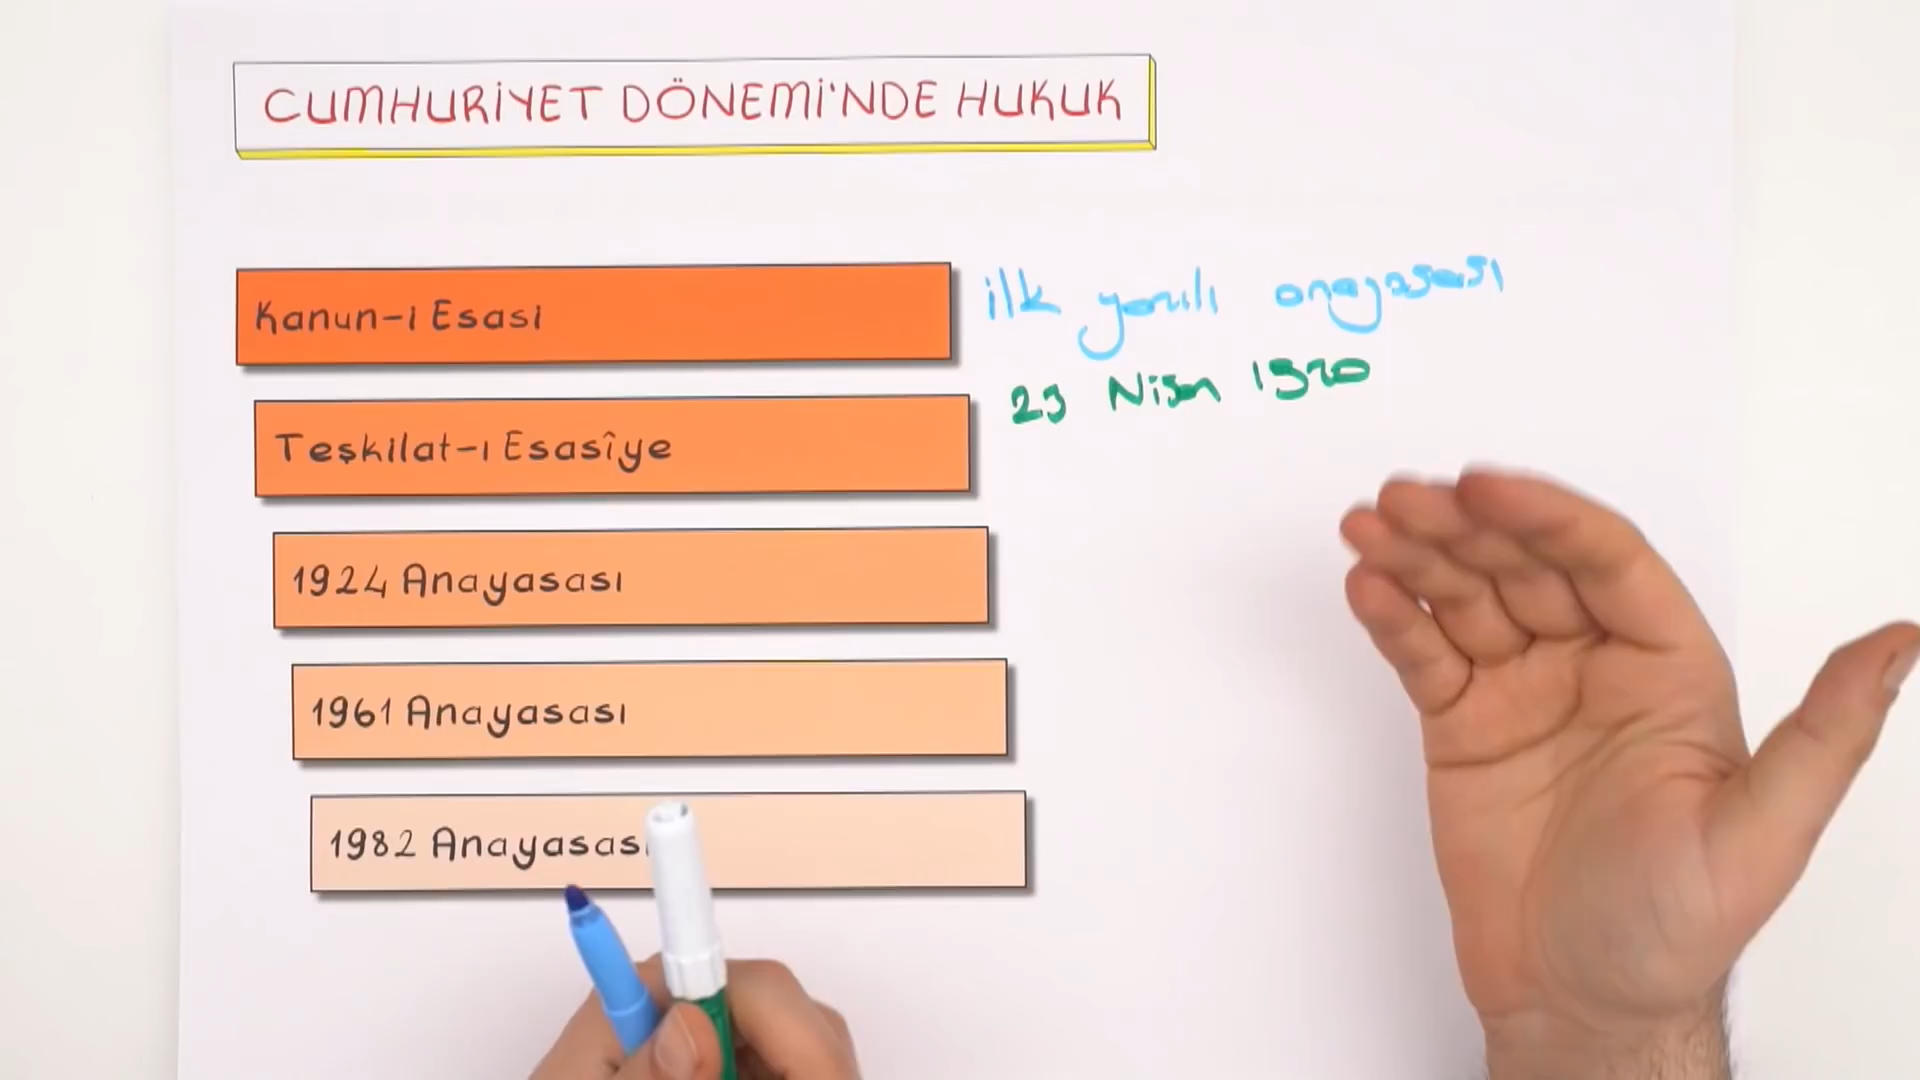 CUMHURİYET DÖNEMİ'NDE HUKUK
Kanun-ı Esasi
ilk yazılı anayasası
23 Nisan 1920
Teşkilat-ı Esasîye
1924 Anayasası
1961 Anayasası
1982 Anayasası